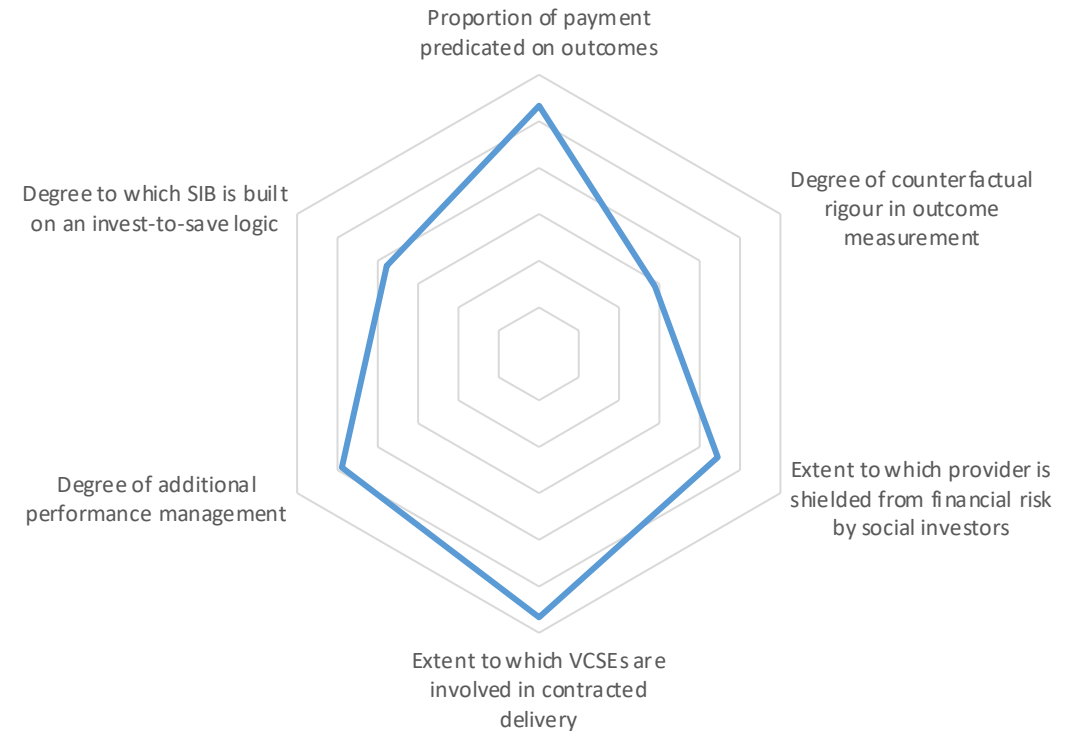 Proportion of payment
predicated on outcomes
Degree to which SIB is built
on an invest-to-save logic
Degree of counterfactual
rigour in outcome
measurement
Degree of additional
performance management
Extent to which provider is
shielded from financial risk
by social investors
Extent to which VCSEs are
involved in contracted
delivery